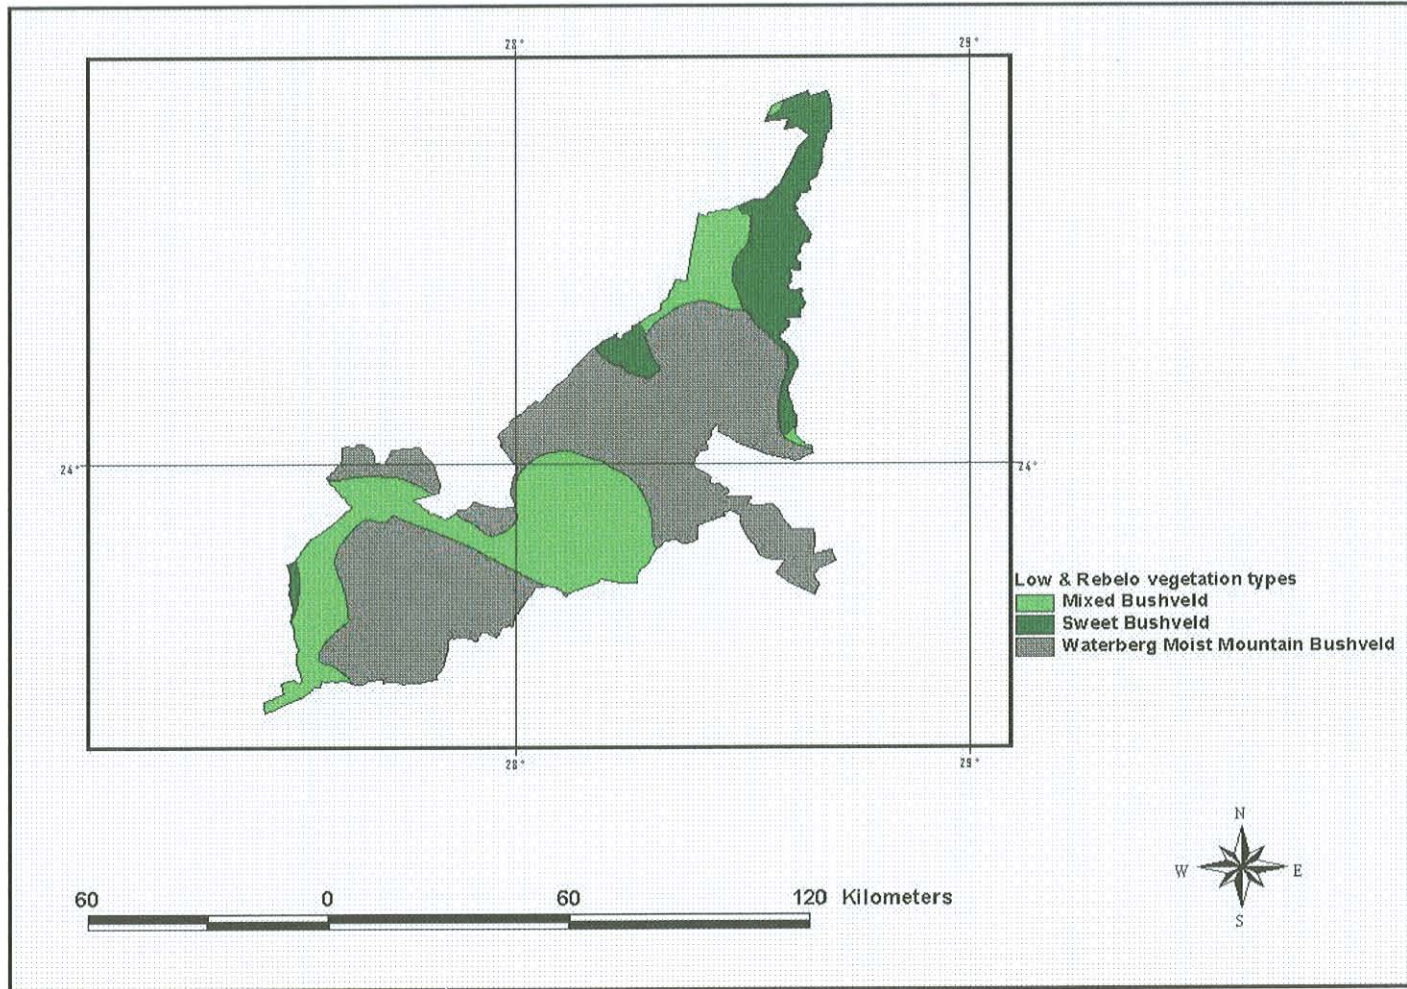 28° 29°
24° 24°
Low & Rebelo vegetation types
Mixed Bushveld
Sweet Bushveld
Waterberg Moist Mountain Bushveld
28° 29°
N
W E
S
60 0 60 120 Kilometers